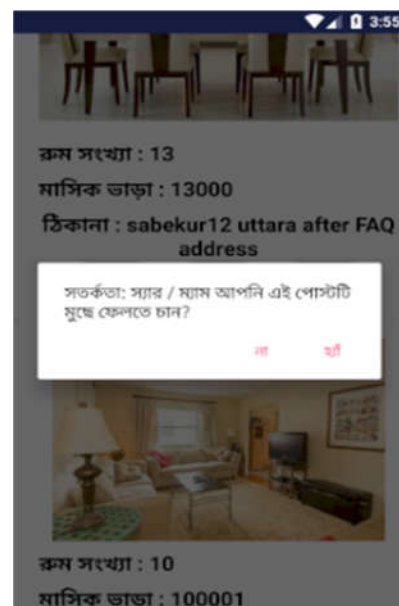 3:55
রুম সংখ্যা : 13
মাসিক ভাড়া : 13000
ঠিকানা : sabekur12 uttara after FAQ
address
সতর্কতা: স্যার / ম্যাম আপনি এই পোস্টটি
মুছে ফেলতে চান?
না হ্যাঁ
রুম সংখ্যা : 10
মাসিক ভাড়া : 100001